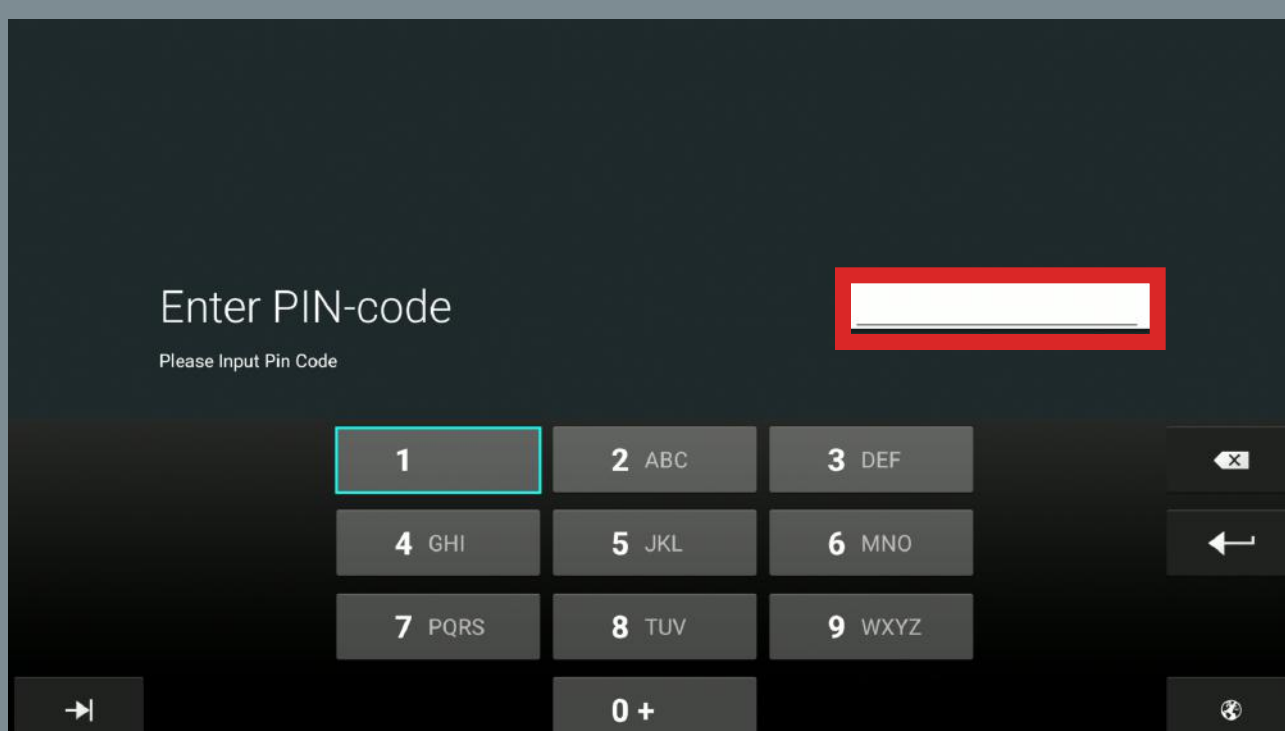 Enter PIN-code
Please Input Pin Code
1
2 ABC
3 DEF
4 GHI
5 JKL
6 MNO
7 PQRS
8 TUV
9 WXYZ
0 +